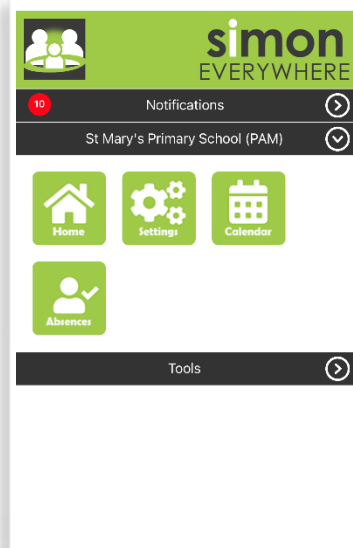 simon
EVERYWHERE
10 Notifications
St Mary's Primary School (PAM)
Home Settings Calendar
Absences
Tools